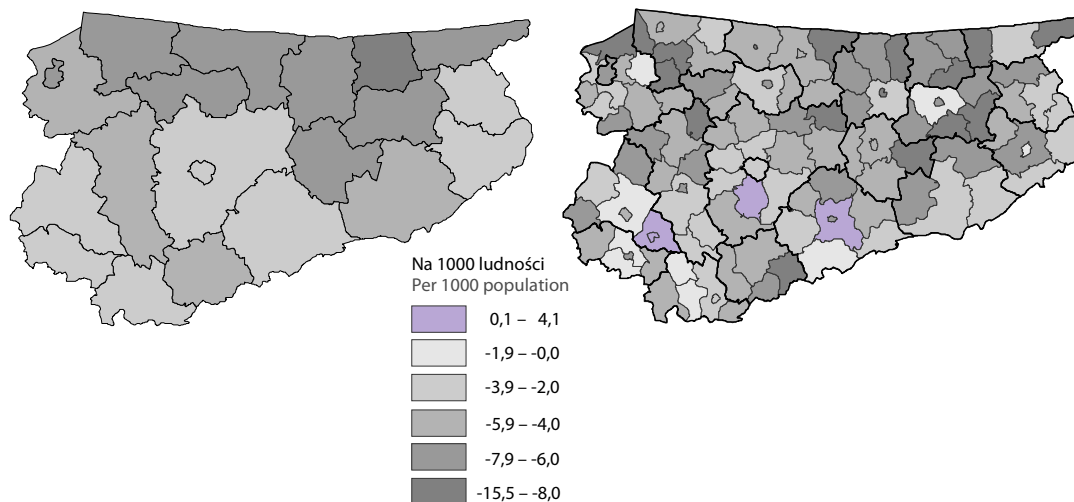 Na 1000 ludności
Per 1000 population
0,1 – 4,1
-1,9 – -0,0
-3,9 – -2,0
-5,9 – -4,0
-7,9 – -6,0
-15,5 – -8,0